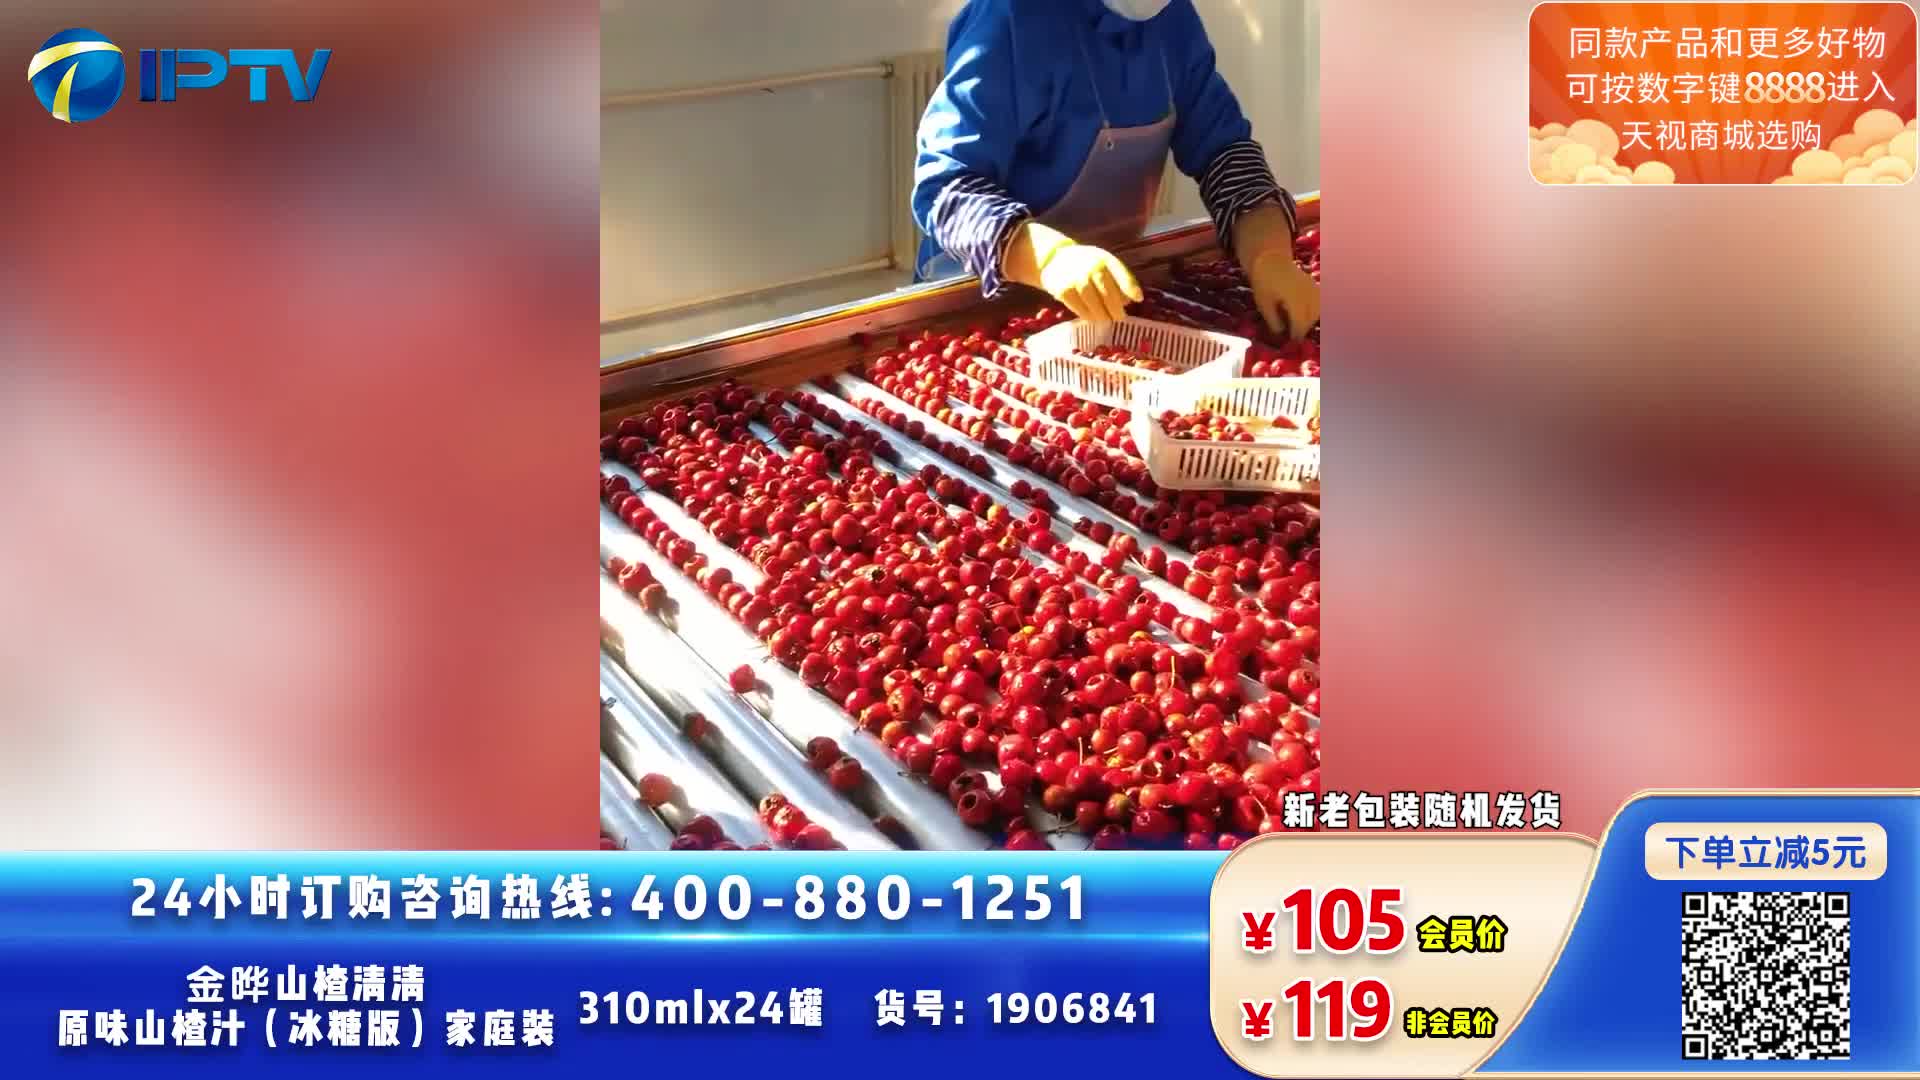 IPTV
同款产品和更多好物
可按数字键8888进入
天视商城选购
新老包装随机发货
下单立减5元
24小时订购咨询热线:400-880-1251
¥105 会员价
¥119 非会员价
金晔山楂清清
原味山楂汁（冰糖版）家庭装
310mlx24罐
货号：1906841